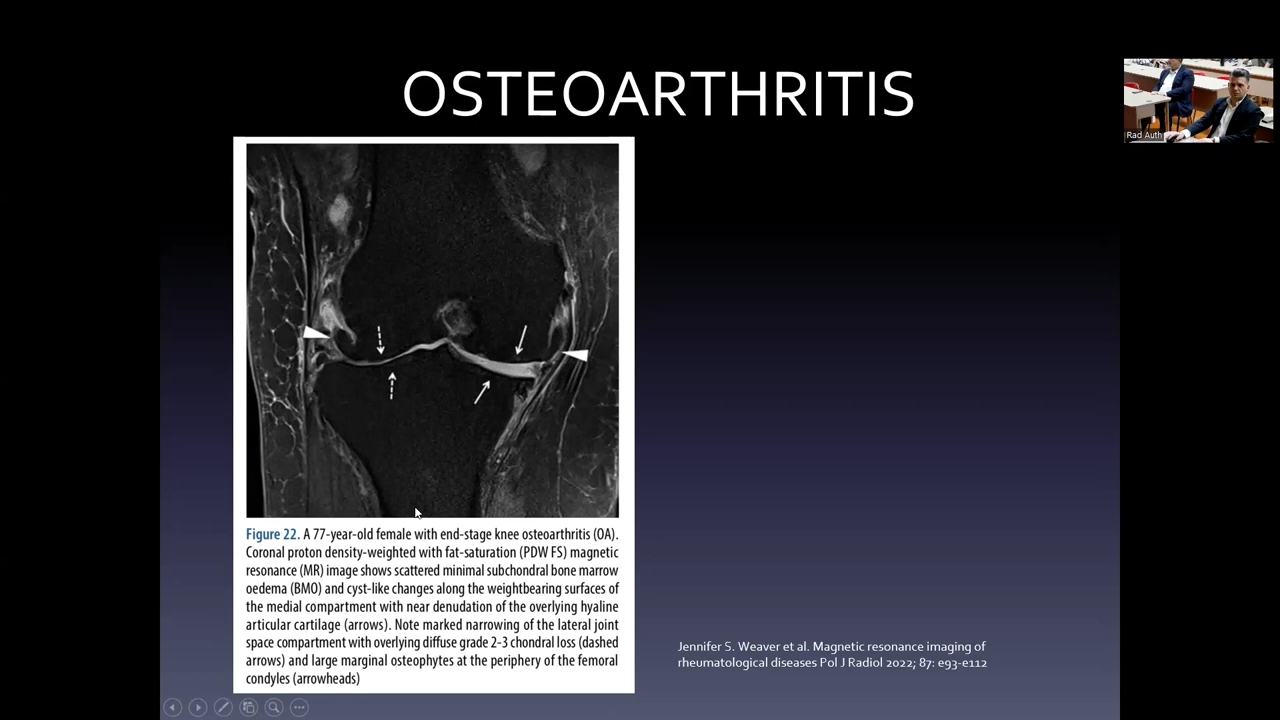 OSTEOARTHRITIS
Rad Auth
Figure 22. A 77-year-old female with end-stage knee osteoarthritis (OA).
Coronal proton density-weighted with fat-saturation (PDW FS) magnetic
resonance (MR) image shows scattered minimal subchondral bone marrow
oedema (BMO) and cyst-like changes along the weightbearing surfaces of
the medial compartment with near denudation of the overlying hyaline
articular cartilage (arrows). Note marked narrowing of the lateral joint
space compartment with overlying diffuse grade 2-3 chondral loss (dashed
arrows) and large marginal osteophytes at the periphery of the femoral
condyles (arrowheads)
Jennifer S. Weaver et al. Magnetic resonance imaging of
rheumatological diseases Pol J Radiol 2022; 87: e93-e112